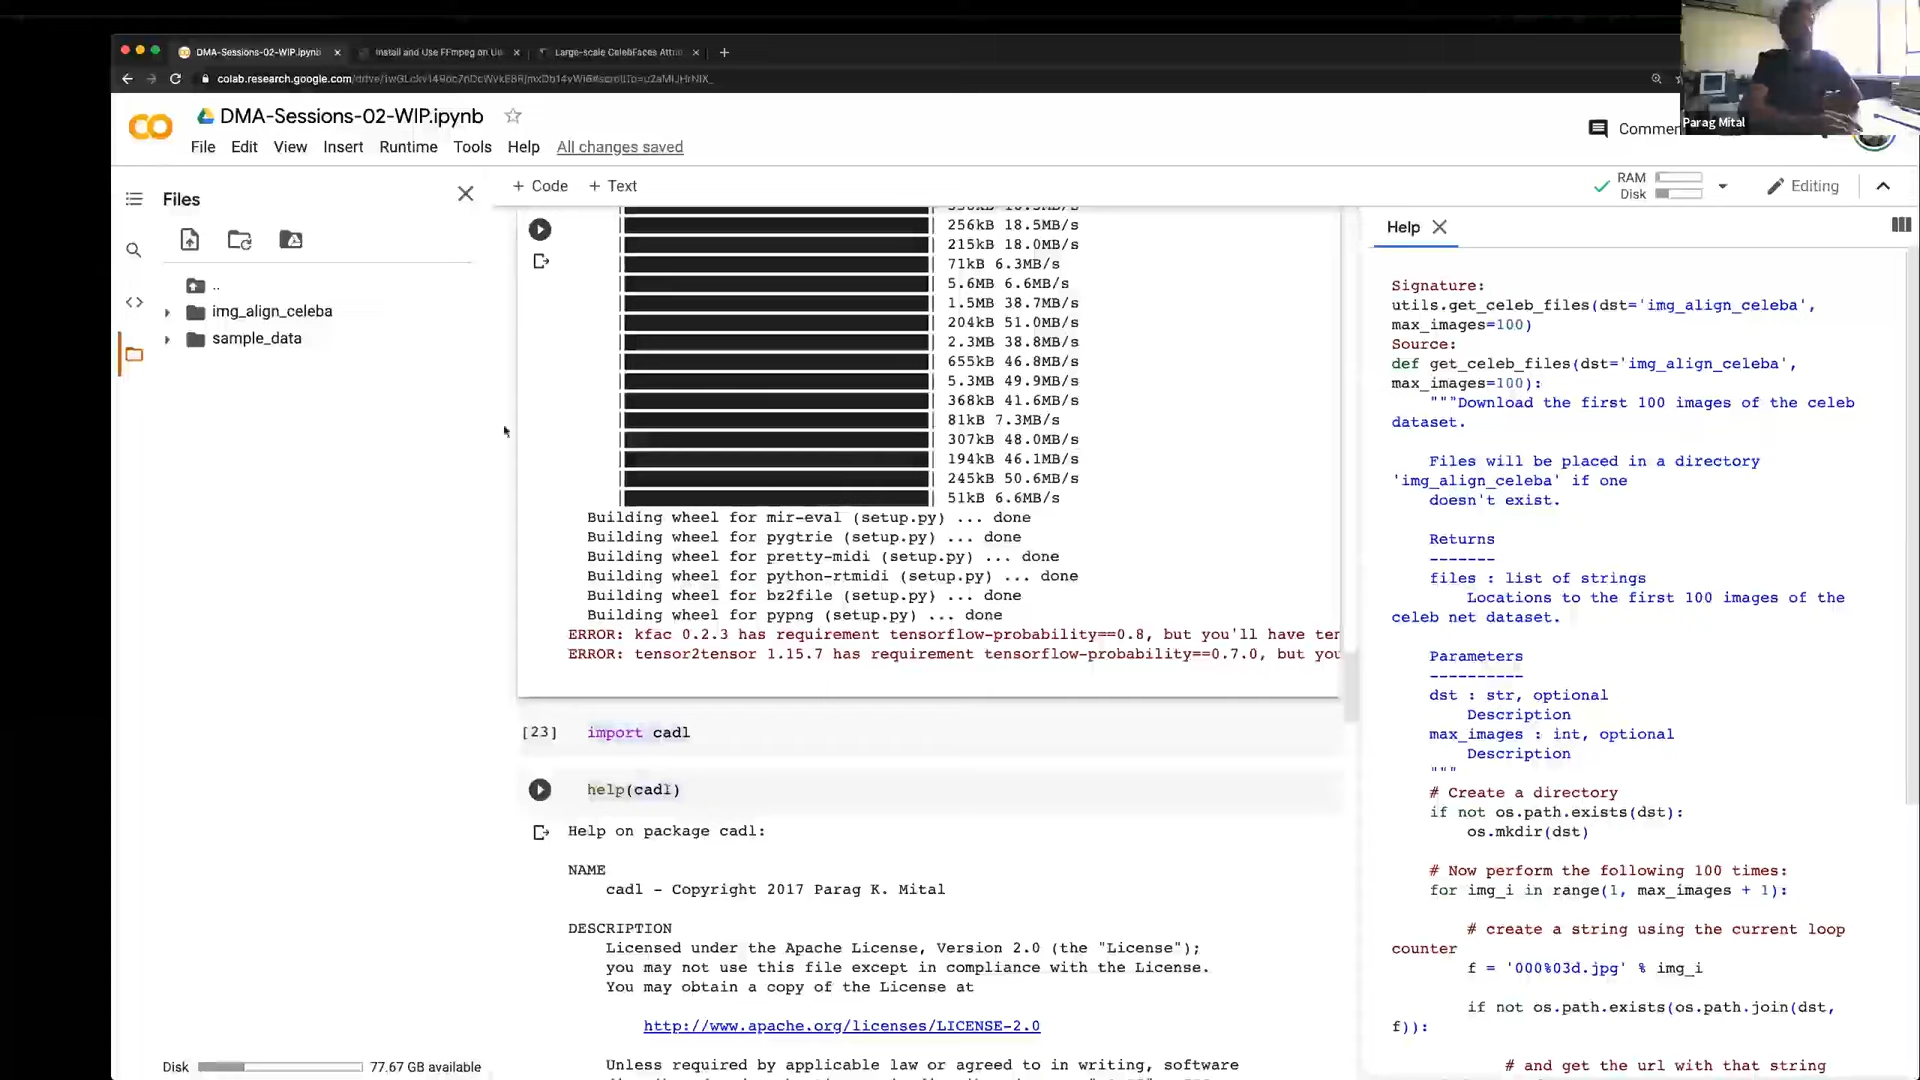 DMA-Sessions-02-WIP.ipynb
Install and Use FFmpeg on Ub
Large-scale CelebFaces Attri
colab.research.google.com
Parag Mital
DMA-Sessions-02-WIP.ipynb
Commen
File Edit View Insert Runtime Tools Help All changes saved
Files
+ Code + Text
RAM
Disk
Editing
..
img_align_celeba
sample_data
256kB 18.5MB/s
215kB 18.0MB/s
71kB 6.3MB/s
5.6MB 6.6MB/s
1.5MB 38.7MB/s
204kB 51.0MB/s
2.3MB 38.8MB/s
655kB 46.8MB/s
5.3MB 49.9MB/s
368kB 41.6MB/s
81kB 7.3MB/s
307kB 48.0MB/s
194kB 46.1MB/s
245kB 50.6MB/s
51kB 6.6MB/s
Building wheel for mir-eval (setup.py) ... done
Building wheel for pygtrie (setup.py) ... done
Building wheel for pretty-midi (setup.py) ... done
Building wheel for python-rtmidi (setup.py) ... done
Building wheel for bz2file (setup.py) ... done
Building wheel for pypng (setup.py) ... done
ERROR: kfac 0.2.3 has requirement tensorflow-probability==0.8, but you'll have ten
ERROR: tensor2tensor 1.15.7 has requirement tensorflow-probability==0.7.0, but you
[23] import cadl
help(cadl)
Help on package cadl:
NAME
cadl - Copyright 2017 Parag K. Mital
DESCRIPTION
Licensed under the Apache License, Version 2.0 (the "License");
you may not use this file except in compliance with the License.
You may obtain a copy of the License at
http://www.apache.org/licenses/LICENSE-2.0
Unless required by applicable law or agreed to in writing, software
Disk 77.67 GB available
Help
Signature:
utils.get_celeb_files(dst='img_align_celeba',
max_images=100)
Source:
def get_celeb_files(dst='img_align_celeba',
max_images=100):
"""Download the first 100 images of the celeb
dataset.
Files will be placed in a directory
'img_align_celeba' if one
doesn't exist.
Returns
-------
files : list of strings
Locations to the first 100 images of the
celeb net dataset.
Parameters
----------
dst : str, optional
Description
max_images : int, optional
Description
"""
# Create a directory
if not os.path.exists(dst):
os.mkdir(dst)
# Now perform the following 100 times:
for img_i in range(1, max_images + 1):
# create a string using the current loop
counter
f = '000%03d.jpg' % img_i
if not os.path.exists(os.path.join(dst,
f)):
# and get the url with that string